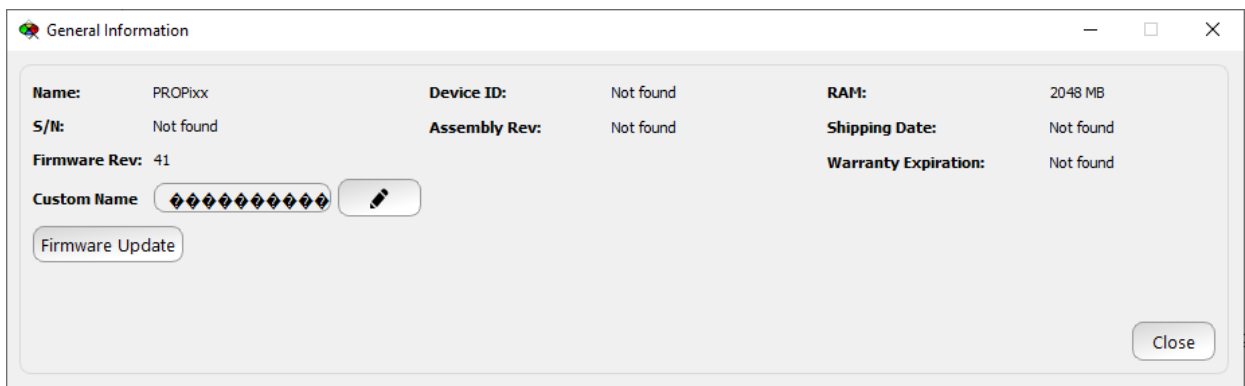 General Information
Name: PROPixx Device ID: Not found RAM: 2048 MB
S/N: Not found Assembly Rev: Not found Shipping Date: Not found
Firmware Rev: 41 Warranty Expiration: Not found
Custom Name �����������
Firmware Update
Close